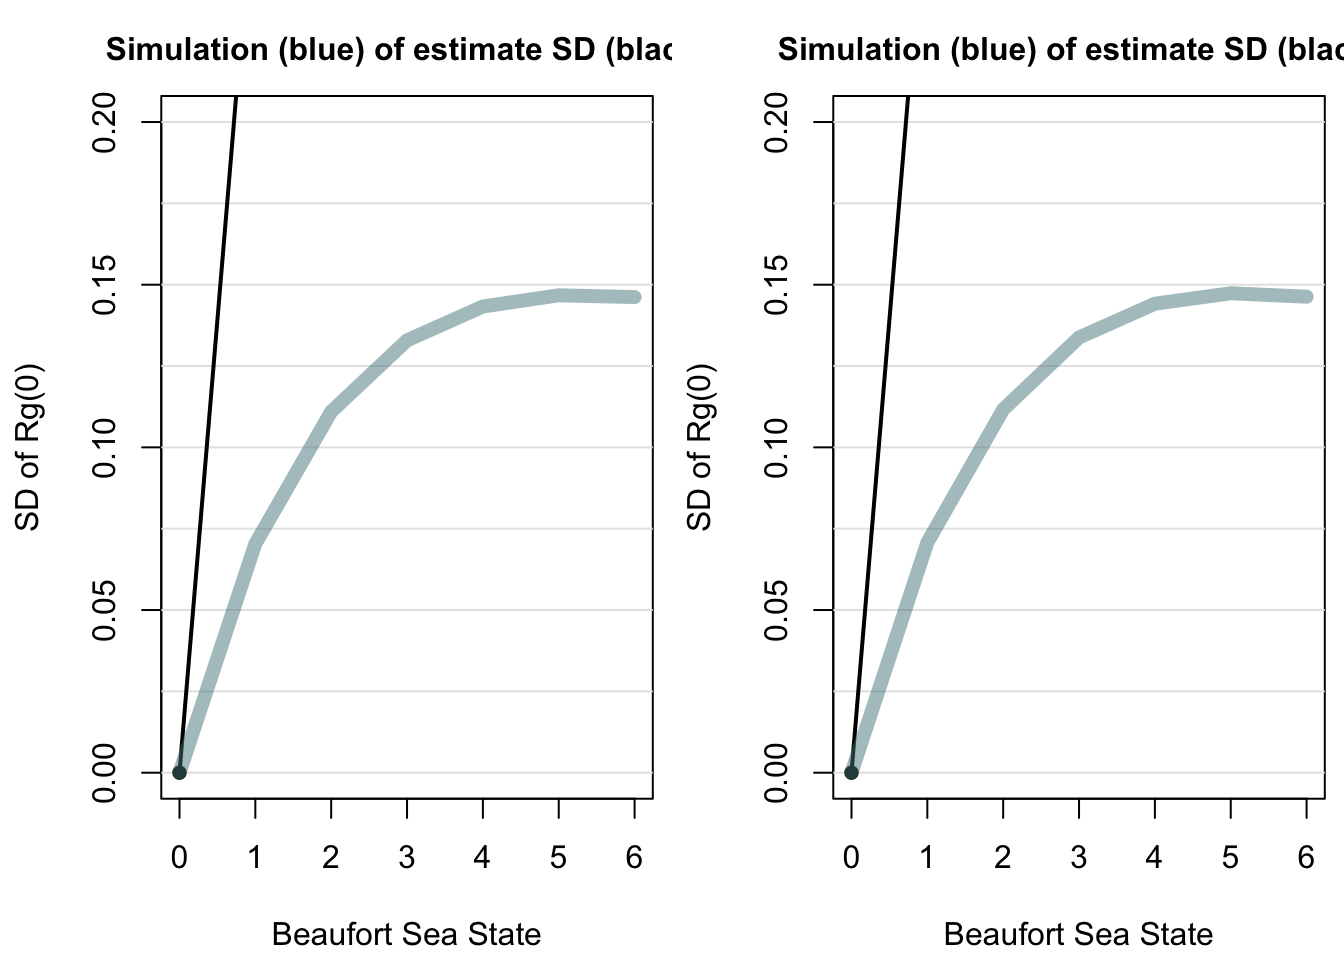 Simulation (blue) of estimate SD (blac
SD of Rg(0)
0.20
0.15
0.10
0.05
0.00
0 1 2 3 4 5 6
Beaufort Sea State
Simulation (blue) of estimate SD (blac
SD of Rg(0)
0.20
0.15
0.10
0.05
0.00
0 1 2 3 4 5 6
Beaufort Sea State